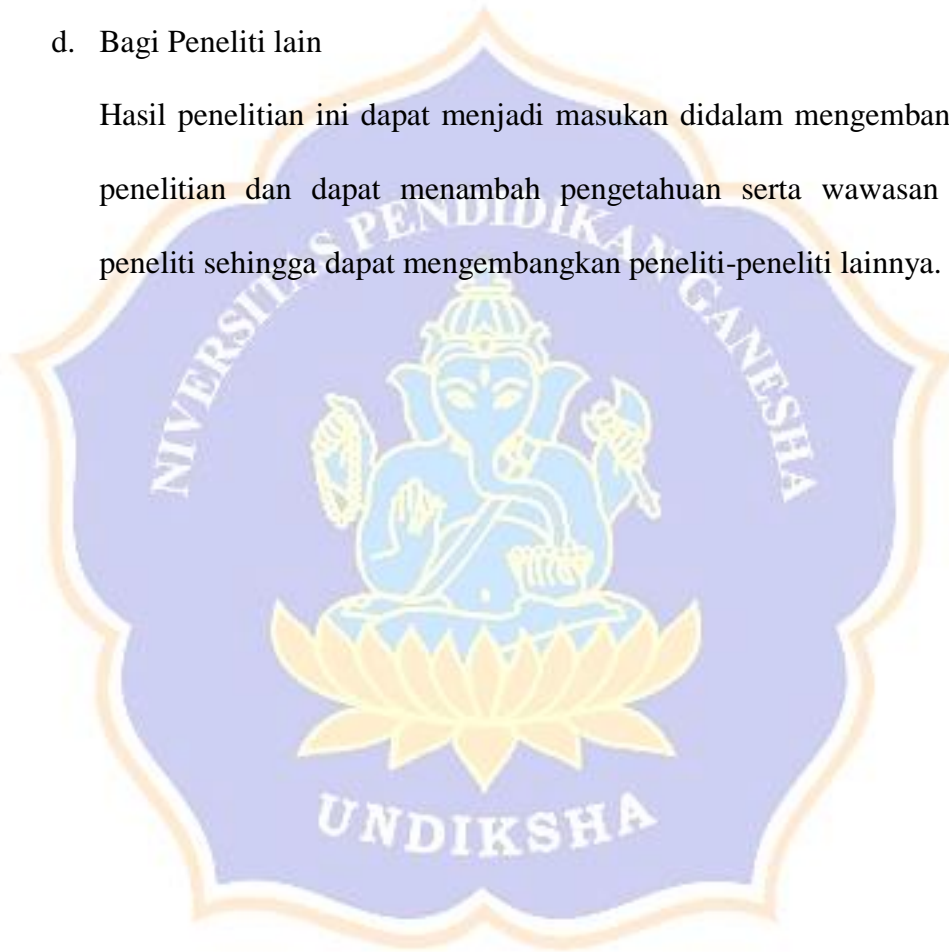 d. Bagi Peneliti lain
Hasil penelitian ini dapat menjadi masukan didalam mengemban
penelitian dan dapat menambah pengetahuan serta wawasan
peneliti sehingga dapat mengembangkan peneliti-peneliti lainnya.
NIVERSITAS PENDIDIKAN GANESHA
UNDIKSHA